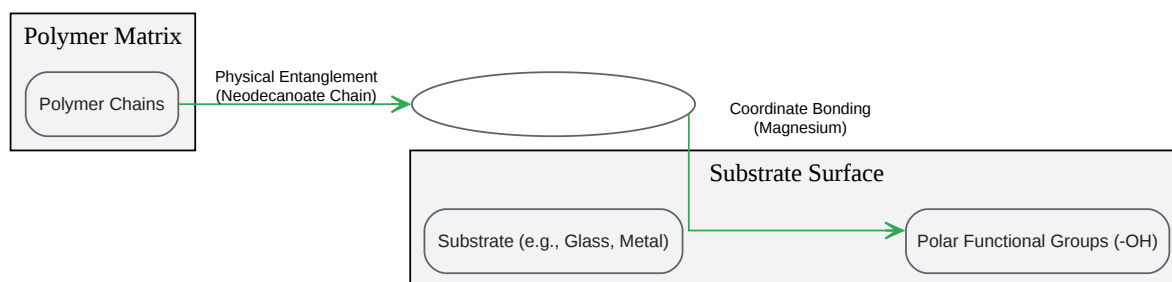 Polymer Matrix
Polymer Chains
Physical Entanglement
(Neodecanoate Chain)
Coordinate Bonding
(Magnesium)
Substrate Surface
Substrate (e.g., Glass, Metal)
Polar Functional Groups (-OH)